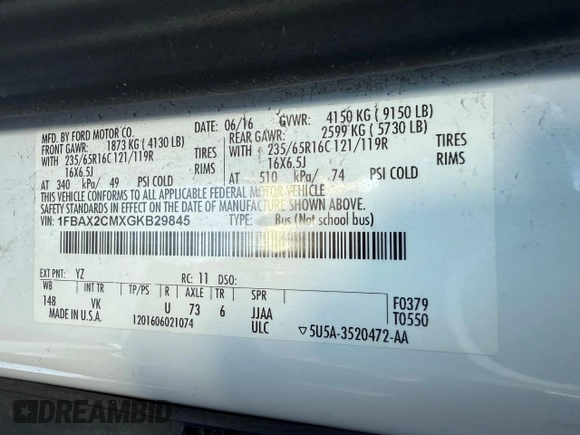 MFD. BY FORD MOTOR CO.
DATE: 06/16 GVWR: 4150 KG ( 9150 LB)
FRONT GAWR: 1873 KG ( 4130 LB) REAR GAWR: 2599 KG ( 5730 LB)
WITH 235/65R16C 121/119R TIRES WITH 235/65R16C 121/119R TIRES
16X6.5J RIMS 16X6.5J RIMS
AT 340 kPa/ 49 PSI COLD AT 510 kPa/ 74 PSI COLD
THIS VEHICLE CONFORMS TO ALL APPLICABLE FEDERAL MOTOR VEHICLE
SAFETY STANDARDS IN EFFECT ON THE DATE OF MANUFACTURE SHOWN ABOVE.
VIN: 1FBAX2CMXGKB29845 TYPE: Bus (Not school bus)
EXT PNT: YZ RC: 11 DSO:
WB TP/PS R AXLE TR SPR F0379
148 VK U 73 6 JJAA T0550
MADE IN U.S.A. 1201606021074 ULC ▽5U5A-3520472-AA
DREAMBID